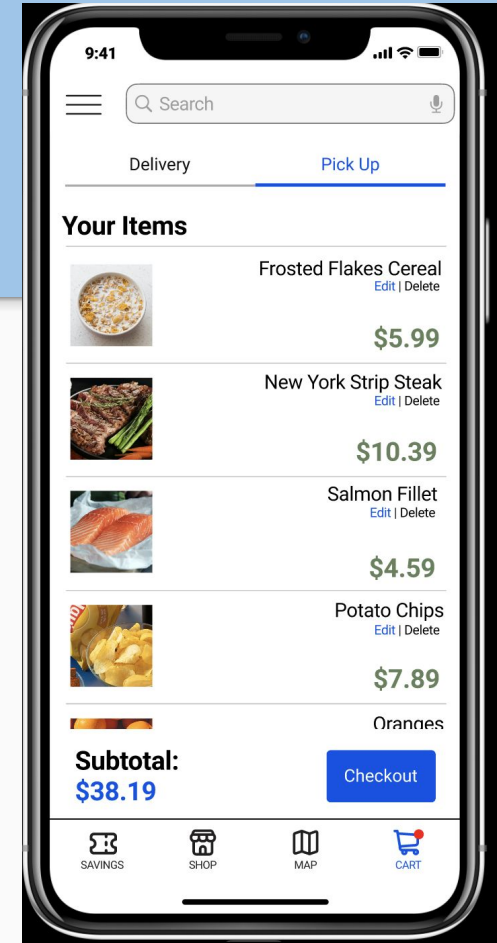 9:41
Search
Delivery
Pick Up
Your Items
Frosted Flakes Cereal
Edit | Delete
$5.99
New York Strip Steak
Edit | Delete
$10.39
Salmon Fillet
Edit | Delete
$4.59
Potato Chips
Edit | Delete
$7.89
Oranges
Subtotal:
$38.19
Checkout
SAVINGS
SHOP
MAP
CART